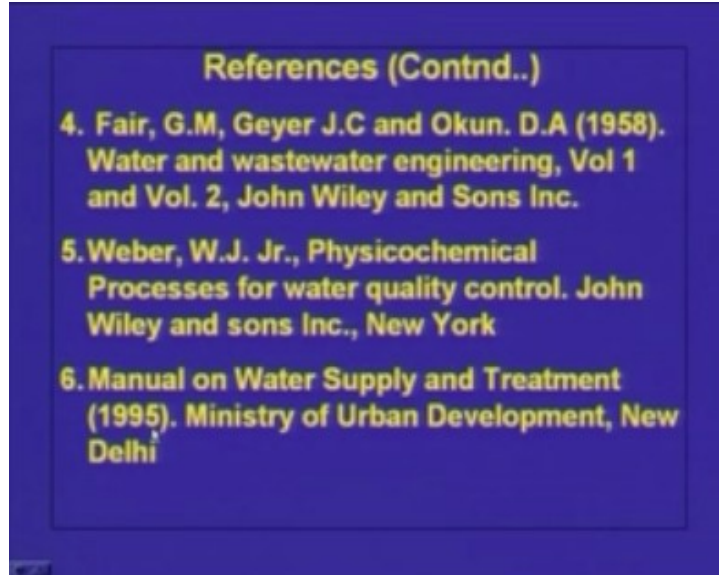 References (Contnd..)
4. Fair, G.M, Geyer J.C and Okun. D.A (1958).
Water and wastewater engineering, Vol 1
and Vol. 2, John Wiley and Sons Inc.
5. Weber, W.J. Jr., Physicochemical
Processes for water quality control. John
Wiley and sons Inc., New York
6. Manual on Water Supply and Treatment
(1995). Ministry of Urban Development, New
Delhi